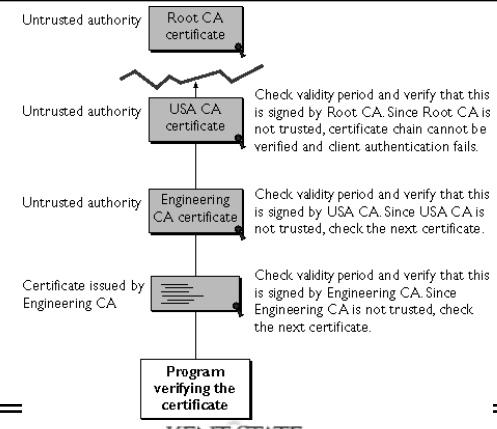 Untrusted authority
Root CA
certificate
Untrusted authority
USA CA
certificate
Check validity period and verify that this
is signed by Root CA. Since Root CA is
not trusted, certificate chain cannot be
verified and client authentication fails.
Untrusted authority
Engineering
CA certificate
Check validity period and verify that this
is signed by USA CA. Since USA CA is
not trusted, check the next certificate.
Certificate issued by
Engineering CA
Check validity period and verify that this
is signed by Engineering CA. Since
Engineering CA is not trusted, check
the next certificate.
Program
verifying the
certificate
KENT STATE